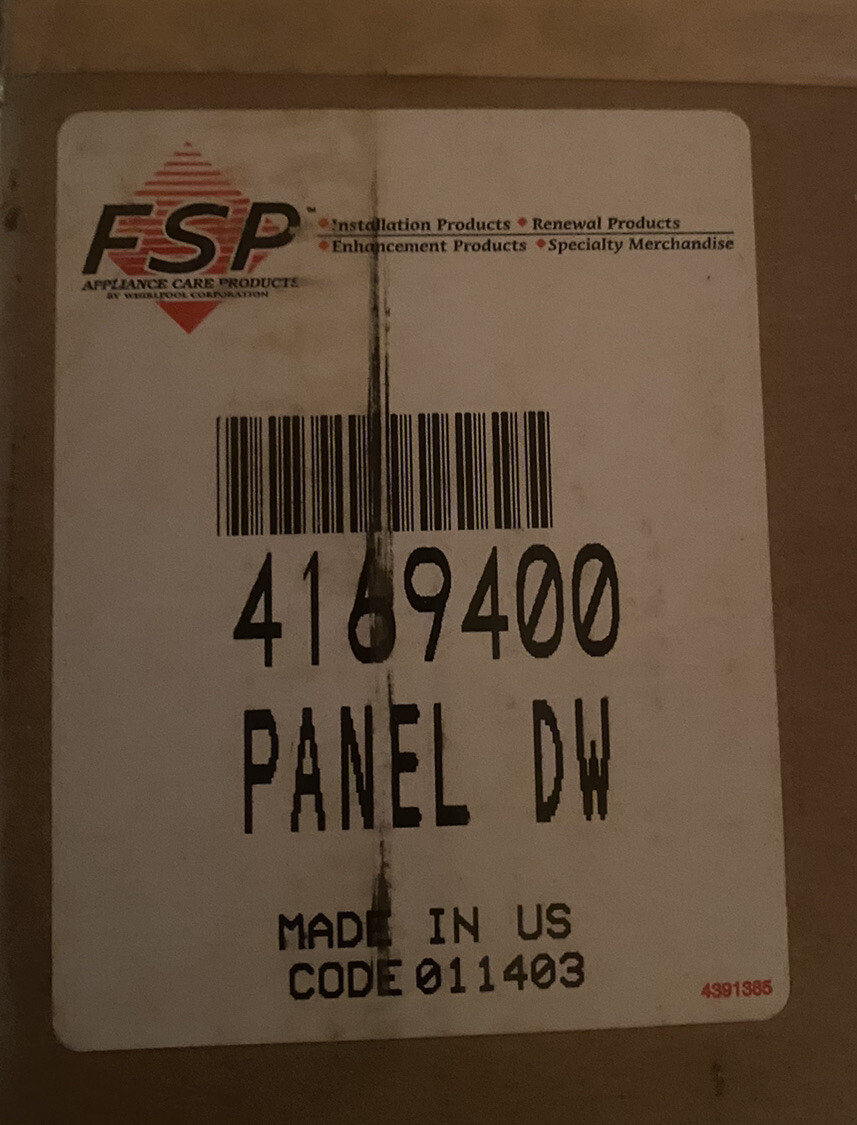 FSP™
APPLIANCE CARE PRODUCTS
BY WHIRLPOOL CORPORATION
Installation Products Renewal Products
Enhancement Products Specialty Merchandise
4169400
PANEL DW
MADE IN US
CODE 011403
4391385